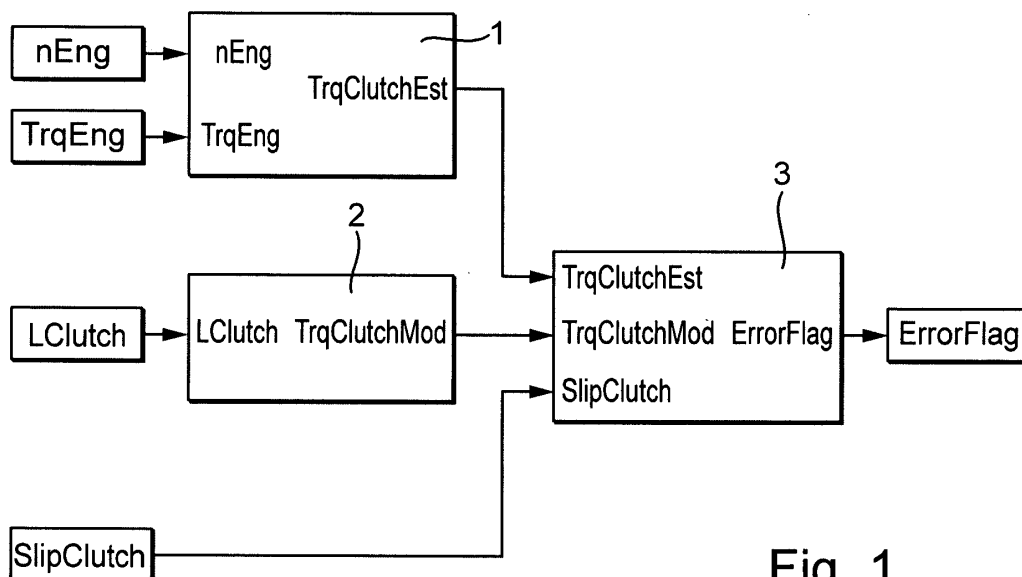 nEng
TrqEng
nEng
TrqClutchEst
TrqEng
1
LClutch
LClutch TrqClutchMod
2
SlipClutch
TrqClutchEst
TrqClutchMod ErrorFlag
SlipClutch
3
ErrorFlag
Fig. 1